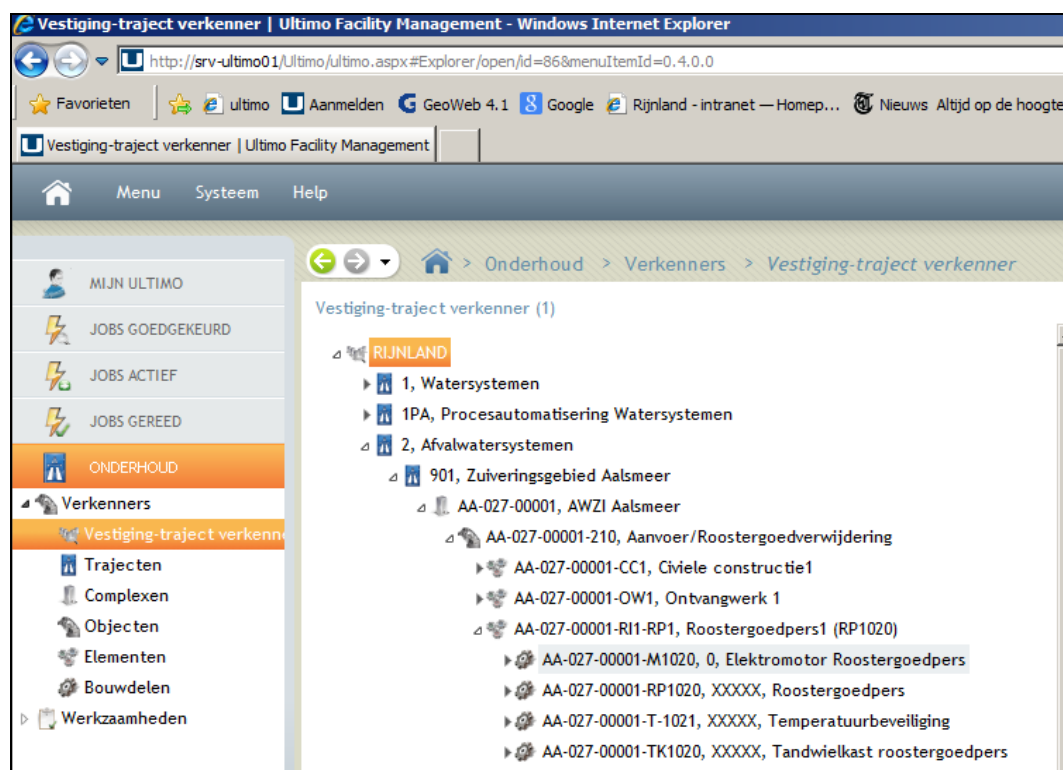 Vestiging-traject verkenner | Ultimo Facility Management - Windows Internet Explorer
http://srv-ultimo01/Ultimo/ultimo.aspx#Explorer/open/id=86&menuItemId=0.4.0.0
Favorieten ultimo Aanmelden GeoWeb 4.1 Google Rijnland - intranet — Homep... Nieuws Altijd op de hoogte
Vestiging-traject verkenner | Ultimo Facility Management
Menu Systeem Help
> Onderhoud > Verkenners > Vestiging-traject verkenner
MIJN ULTIMO
JOBS GOEDGEKEURD
JOBS ACTIEF
JOBS GEREED
ONDERHOUD
Verkenners
Vestiging-traject verkenn
Trajecten
Complexen
Objecten
Elementen
Bouwdelen
Werkzaamheden
Vestiging-traject verkenner (1)
RIJNLAND
1, Watersystemen
1PA, Procesautomatisering Watersystemen
2, Afvalwatersystemen
901, Zuiveringsgebied Aalsmeer
AA-027-00001, AWZI Aalsmeer
AA-027-00001-210, Aanvoer/Roostergoedverwijdering
AA-027-00001-CC1, Civiele constructie1
AA-027-00001-OW1, Ontvangwerk 1
AA-027-00001-RI1-RP1, Roostergoedpers1 (RP1020)
AA-027-00001-M1020, 0, Elektromotor Roostergoedpers
AA-027-00001-RP1020, XXXXX, Roostergoedpers
AA-027-00001-T-1021, XXXXX, Temperatuurbeveiliging
AA-027-00001-TK1020, XXXXX, Tandwielkast roostergoedpers